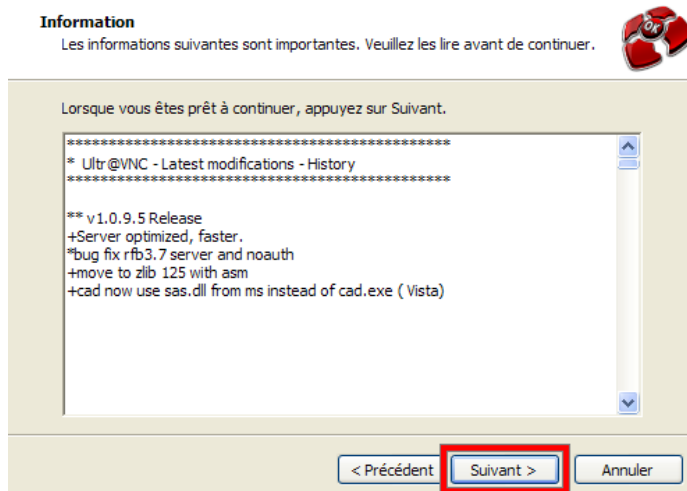 Information
Les informations suivantes sont importantes. Veuillez les lire avant de continuer.
OK
Lorsque vous êtes prêt à continuer, appuyez sur Suivant.
***********************************************
* Ultr@VNC - Latest modifications - History
***********************************************
** v1.0.9.5 Release
+Server optimized, faster.
*bug fix rfb3.7 server and noauth
+move to zlib 125 with asm
+cad now use sas.dll from ms instead of cad.exe ( Vista)
< Précédent Suivant > Annuler